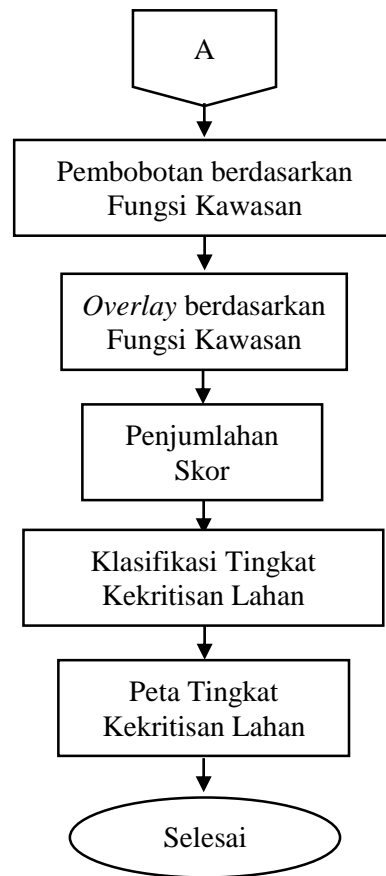 A
Pembobotan berdasarkan
Fungsi Kawasan
Overlay berdasarkan
Fungsi Kawasan
Penjumlahan
Skor
Klasifikasi Tingkat
Kekritisan Lahan
Peta Tingkat
Kekritisan Lahan
Selesai